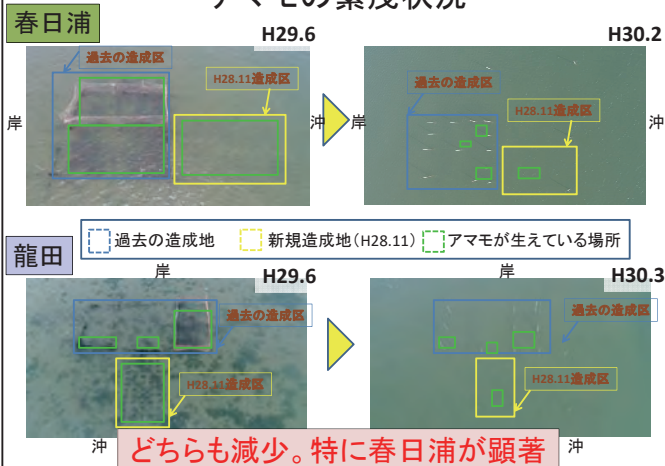 アマモの繁茂状況
春日浦
H29.6
H30.2
過去の造成区
H28.11造成区
岸
沖
過去の造成区
H28.11造成区
岸
過去の造成地
新規造成地(H28.11)
アマモが生えている場所
龍田
岸
H29.6
岸
H30.3
過去の造成区
H28.11造成区
過去の造成区
H28.11造成区
沖
沖
どちらも減少。特に春日浦が顕著